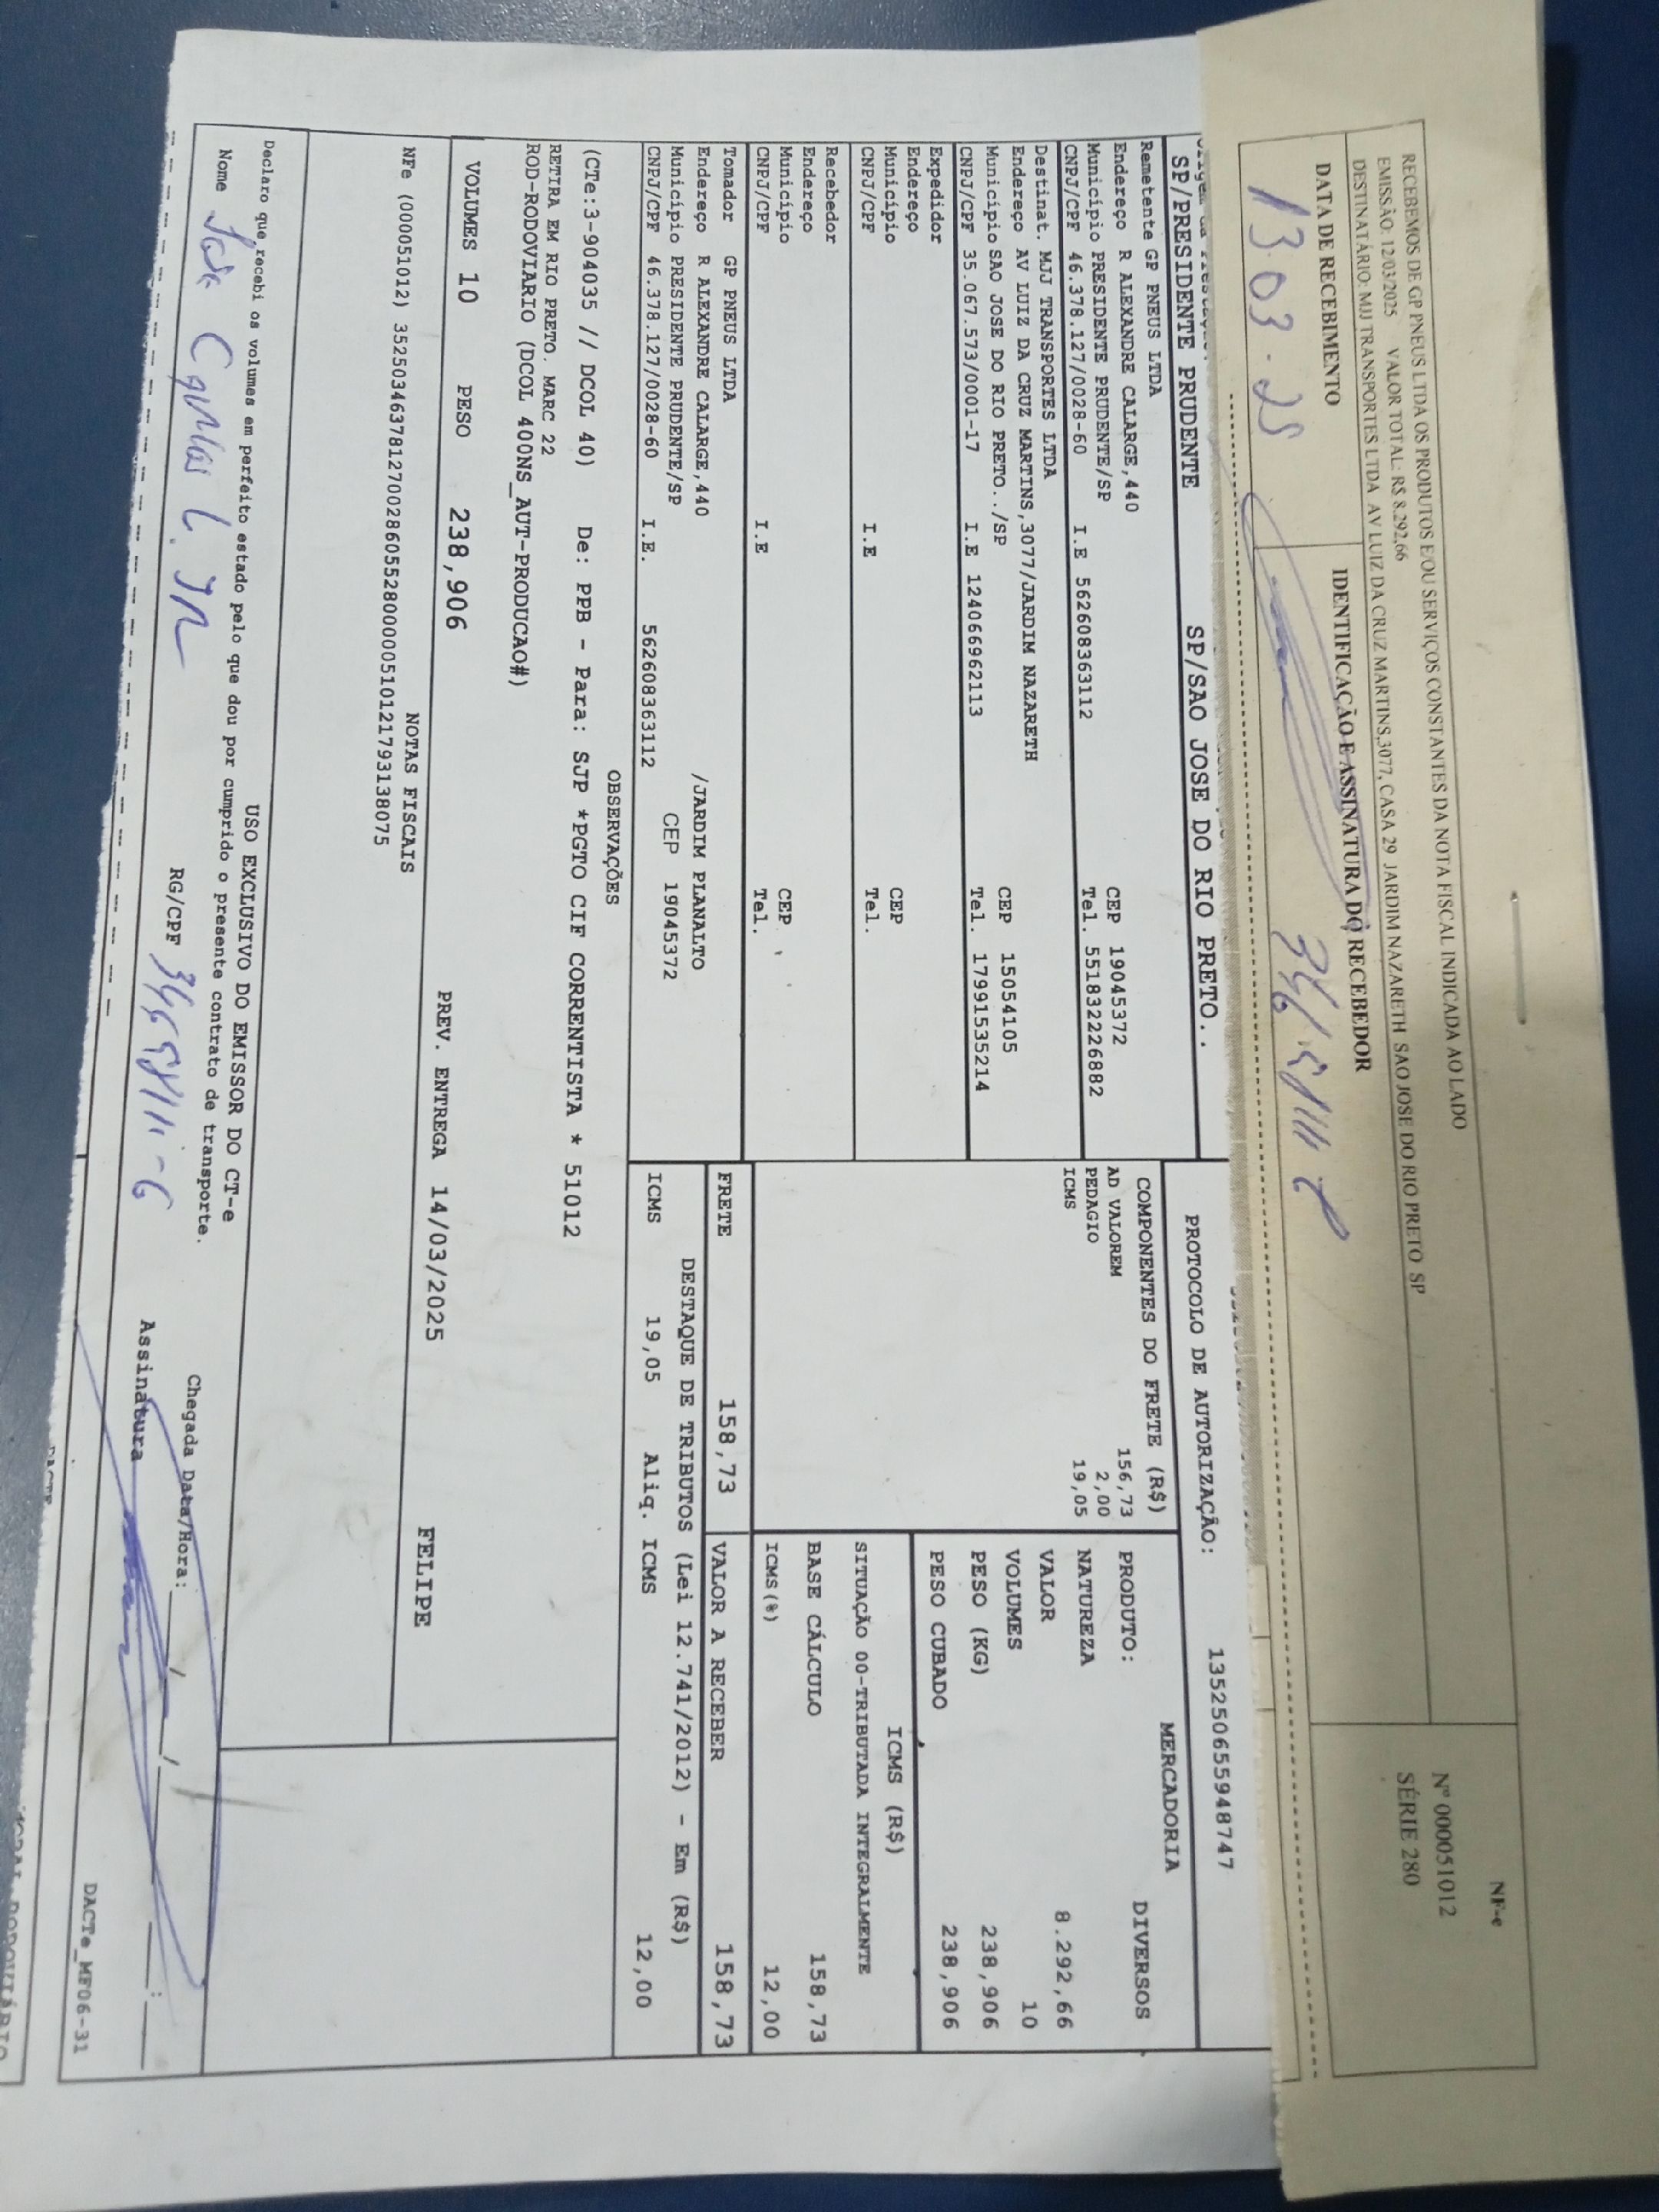 RECEBEMOS DE GP PNEUS LTDA OS PRODUTOS E/OU SERVIÇOS CONSTANTES DA NOTA FISCAL INDICADA AO LADO
EMISSÃO: 12/03/2025 VALOR TOTAL: R$ 8.292,66
DESTINATÁRIO: MJJ TRANSPORTES LTDA AV LUIZ DA CRUZ MARTINS,3077, CASA 29 JARDIM NAZARETH SAO JOSE DO RIO PRETO SP
NF-e
Nº 000051012
SÉRIE 280
DATA DE RECEBIMENTO
IDENTIFICAÇÃO E ASSINATURA DO RECEBEDOR
13.03.25
SP/PRESIDENTE PRUDENTE SP/SAO JOSE DO RIO PRETO..
PROTOCOLO DE AUTORIZAÇÃO: 135250655948747
Remetente GP PNEUS LTDA
Endereço R ALEXANDRE CALARGE,440 CEP 19045372
Município PRESIDENTE PRUDENTE/SP Tel. 551832226882
CNPJ/CPF 46.378.127/0028-60 I.E 562608363112
Destinat. MJJ TRANSPORTES LTDA
Endereço AV LUIZ DA CRUZ MARTINS,3077/JARDIM NAZARETH
Município SAO JOSE DO RIO PRETO../SP CEP 15054105
CNPJ/CPF 35.067.573/0001-17 I.E 124066962113 Tel. 17991535214
Expedidor
Endereço
Município CEP
CNPJ/CPF I.E Tel.
Recebedor
Endereço
Município CEP
CNPJ/CPF I.E Tel.
Tomador GP PNEUS LTDA
Endereço R ALEXANDRE CALARGE,440 /JARDIM PLANALTO
Município PRESIDENTE PRUDENTE/SP CEP 19045372
CNPJ/CPF 46.378.127/0028-60 I.E. 562608363112
COMPONENTES DO FRETE (R$)
AD VALOREM 156,73
PEDAGIO 2,00
ICMS 19,05
MERCADORIA
PRODUTO: DIVERSOS
NATUREZA
VALOR 8.292,66
VOLUMES 10
PESO (KG) 238,906
PESO CUBADO 238,906
ICMS (R$)
SITUAÇÃO 00-TRIBUTADA INTEGRALMENTE
BASE CÁLCULO 158,73
ICMS(%) 12,00
FRETE 158,73 VALOR A RECEBER 158,73
DESTAQUE DE TRIBUTOS (Lei 12.741/2012) - Em (R$)
ICMS 19,05 Aliq. ICMS 12,00
OBSERVAÇÕES
(CTe:3-904035 // DCOL 40) De: PPB - Para: SJP *PGTO CIF CORRENTISTA * 51012
RETIRA EM RIO PRETO. MARC 22
ROD-RODOVIARIO (DCOL 400NS_AUT-PRODUCAO#)
VOLUMES 10 PESO 238,906 PREV. ENTREGA 14/03/2025 FELIPE
NOTAS FISCAIS
NFe (000051012) 35250346378127002860552800000510121793138075
USO EXCLUSIVO DO EMISSOR DO CT-e
Declaro que recebi os volumes em perfeito estado pelo que dou por cumprido o presente contrato de transporte.
Nome RG/CPF Chegada Data/Hora: / / :
Assinatura
DACTe_MF06-31